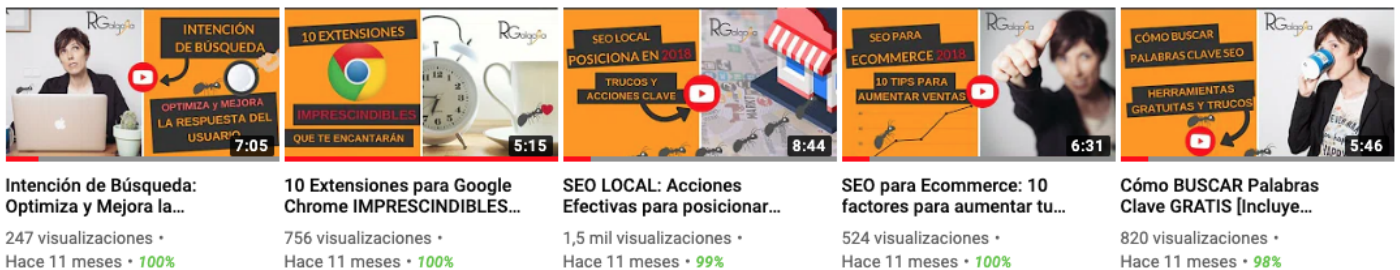 RGalgovia
INTENCIÓN
DE BÚSQUEDA
OPTIMIZA y MEJORA
LA RESPUESTA DEL
USUARIO
7:05
Intención de Búsqueda:
Optimiza y Mejora la...
247 visualizaciones •
Hace 11 meses • 100%
10 EXTENSIONES
IMPRESCINDIBLES
QUE TE ENCANTARÁN
5:15
10 Extensiones para Google
Chrome IMPRESCINDIBLES...
756 visualizaciones •
Hace 11 meses • 100%
SEO LOCAL
POSICIONA EN 2018
TRUCOS Y
ACCIONES CLAVE
8:44
SEO LOCAL: Acciones
Efectivas para posicionar...
1,5 mil visualizaciones •
Hace 11 meses • 99%
SEO PARA
ECOMMERCE 2018
10 TIPS PARA
AUMENTAR VENTAS
6:31
SEO para Ecommerce: 10
factores para aumentar tu...
524 visualizaciones •
Hace 11 meses • 100%
CÓMO BUSCAR
PALABRAS CLAVE SEO
HERRAMIENTAS
GRATUITAS Y TRUCOS
5:46
Cómo BUSCAR Palabras
Clave GRATIS [Incluye...
820 visualizaciones •
Hace 11 meses • 98%